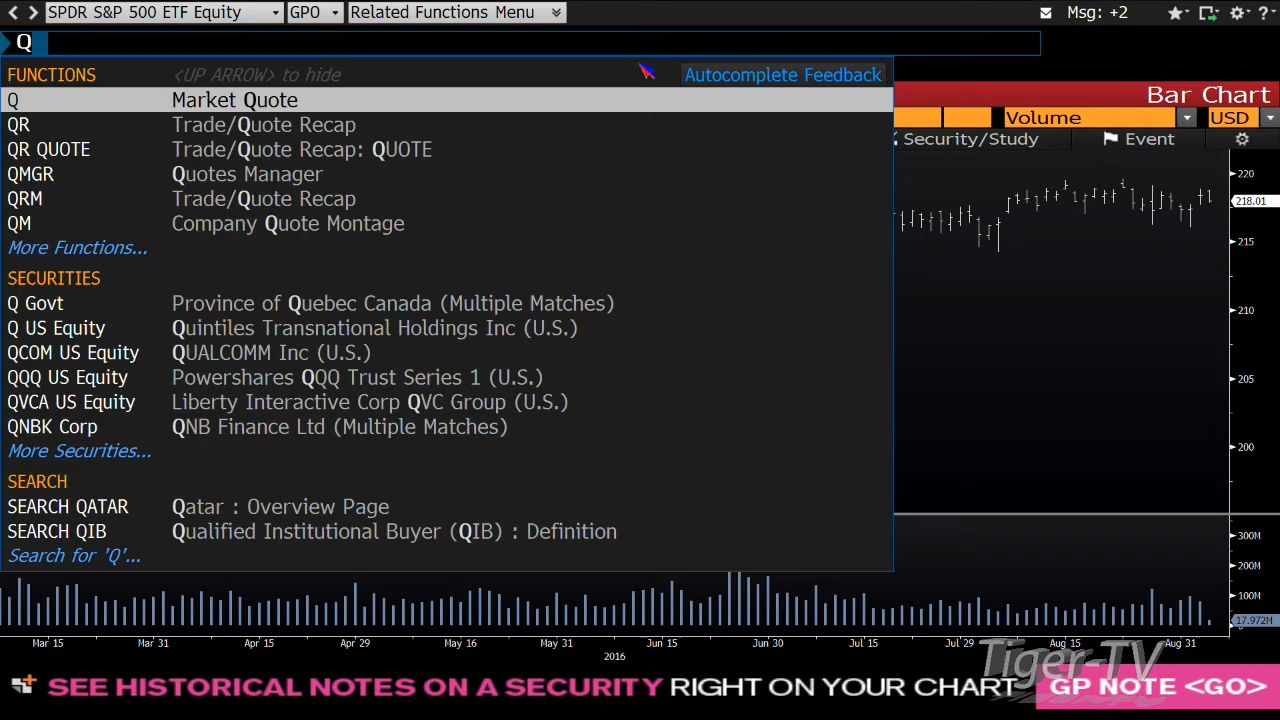 SPDR S&P 500 ETF Equity GPO Related Functions Menu Msg: +2 ?
Q
FUNCTIONS <UP ARROW> to hide Autocomplete Feedback
Q Market Quote
QR Trade/Quote Recap
QR QUOTE Trade/Quote Recap: QUOTE
QMGR Quotes Manager
QRM Trade/Quote Recap
QM Company Quote Montage
More Functions...
SECURITIES
Q Govt Province of Quebec Canada (Multiple Matches)
Q US Equity Quintiles Transnational Holdings Inc (U.S.)
QCOM US Equity QUALCOMM Inc (U.S.)
QQQ US Equity Powershares QQQ Trust Series 1 (U.S.)
QVCA US Equity Liberty Interactive Corp QVC Group (U.S.)
QNBK Corp QNB Finance Ltd (Multiple Matches)
More Securities...
SEARCH
SEARCH QATAR Qatar : Overview Page
SEARCH QIB Qualified Institutional Buyer (QIB) : Definition
Search for 'Q'...
Bar Chart
Volume USD
Security/Study Event
220
218.01
215
210
205
200
300M
200M
100M
17.972M
0
Mar 15 Mar 31 Apr 15 Apr 29 May 16 May 31 Jun 15 Jun 30 Jul 15 Jul 29 Aug 15 Aug 31
2016
Tiger-TV
SEE HISTORICAL NOTES ON A SECURITY RIGHT ON YOUR CHART GP NOTE <GO>